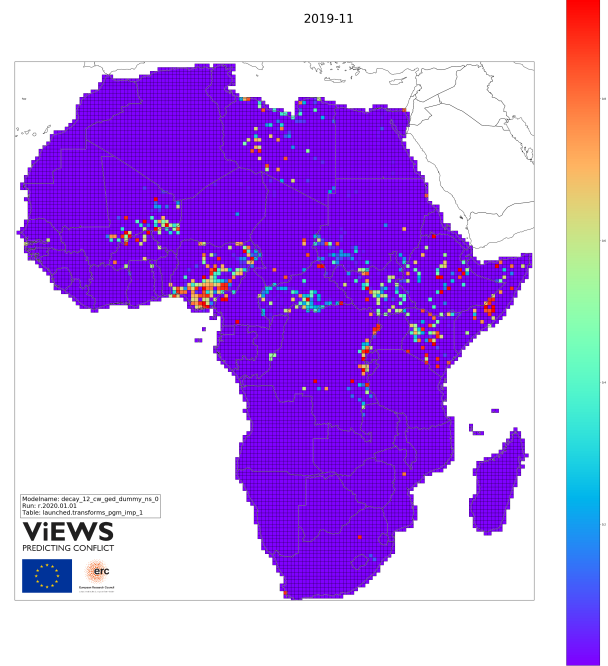 2019-11
Modelname: decay_12_cw_ged_dummy_ns_0
Run: r.2020.01.01
Table: launched.transforms_pgm_imp_1
ViEWS
PREDICTING CONFLICT
erc